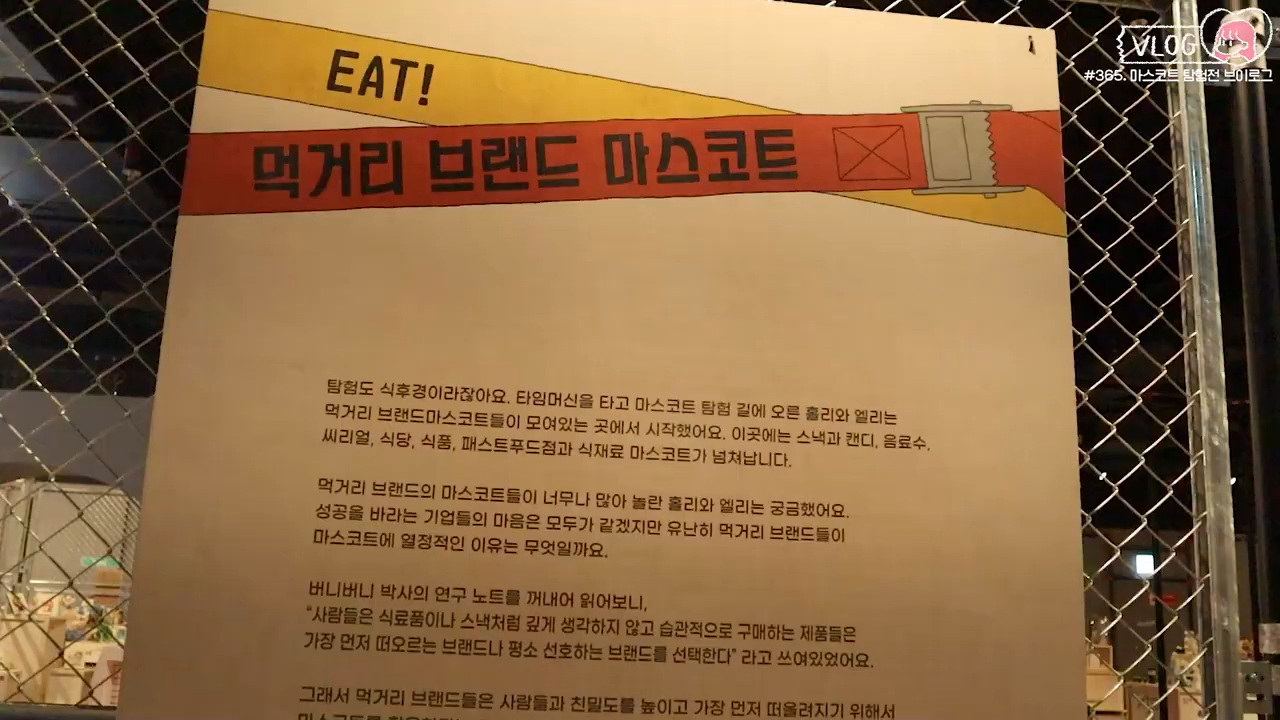 VLOG
#365. 마스코트 탐험전 브이로그
EAT!
먹거리 브랜드 마스코트
탐험도 식후경이라잖아요. 타임머신을 타고 마스코트 탐험 길에 오른 홀리와 엘리는
먹거리 브랜드마스코트들이 모여있는 곳에서 시작했어요. 이곳에는 스낵과 캔디, 음료수,
씨리얼, 식당, 식품, 패스트푸드점과 식재료 마스코트가 넘쳐납니다.
먹거리 브랜드의 마스코트들이 너무나 많아 놀란 홀리와 엘리는 궁금했어요.
성공을 바라는 기업들의 마음은 모두가 같겠지만 유난히 먹거리 브랜드들이
마스코트에 열정적인 이유는 무엇일까요.
버니버니 박사의 연구 노트를 꺼내어 읽어보니,
“사람들은 식료품이나 스낵처럼 깊게 생각하지 않고 습관적으로 구매하는 제품들은
가장 먼저 떠오르는 브랜드나 평소 선호하는 브랜드를 선택한다” 라고 쓰여있었어요.
그래서 먹거리 브랜드들은 사람들과 친밀도를 높이고 가장 먼저 떠올려지기 위해서